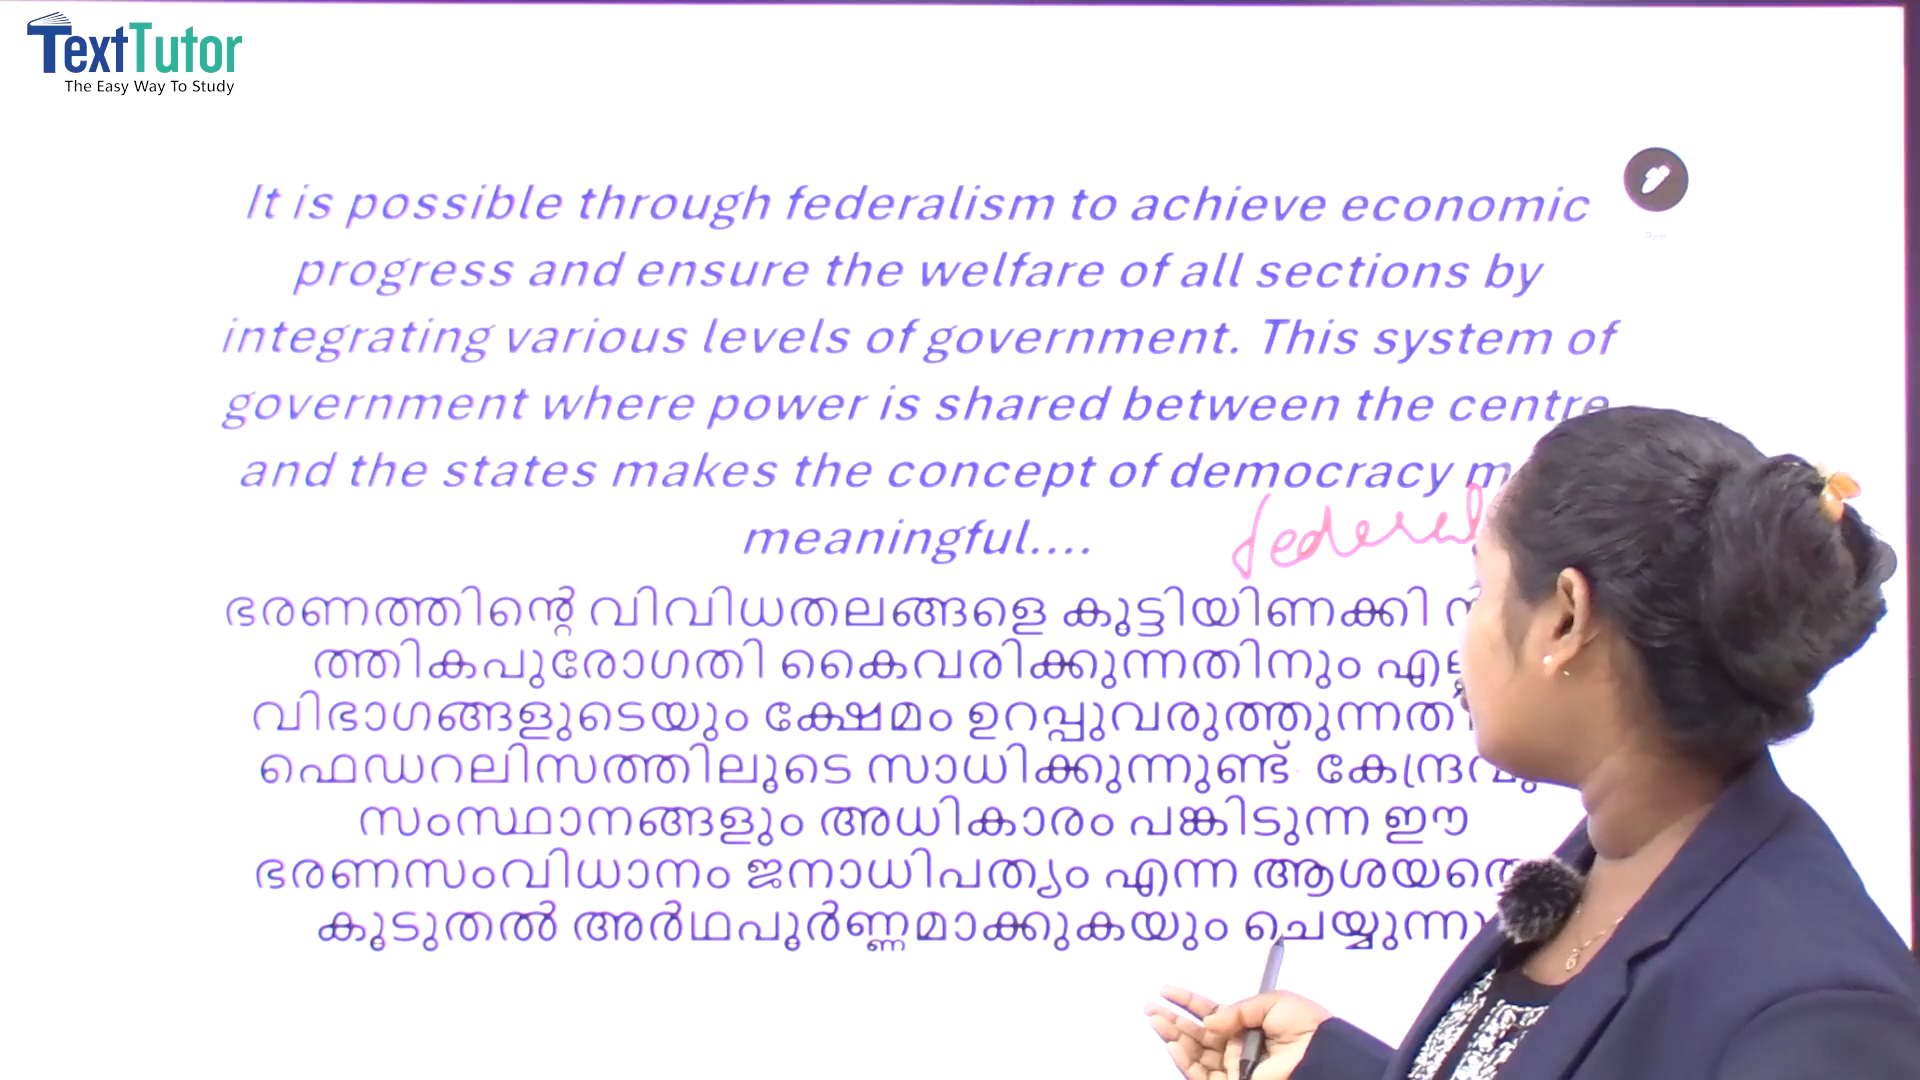 TextTutor
The Easy Way To Study
It is possible through federalism to achieve economic
progress and ensure the welfare of all sections by
integrating various levels of government. This system of
government where power is shared between the centre
and the states makes the concept of democracy
meaningful....
federal
ഭരണത്തിന്റെ വിവിധതലങ്ങളെ കൂട്ടിയിണക്കി
ത്തികപുരോഗതി കൈവരിക്കുന്നതിനും
വിഭാഗങ്ങളുടെയും ക്ഷേമം
ഫെഡറലിസത്തിലൂടെ സാധിക്കുന്നുണ്ട് കേന്ദ്രവും
സംസ്ഥാനങ്ങളും അധികാരം പങ്കിടുന്ന ഈ
ഭരണസംവിധാനം ജനാധിപത്യം എന്ന ആശയത്തെ
കൂടുതൽ അർഥപൂർണ്ണമാക്കുകയും ചെയ്യുന്നു